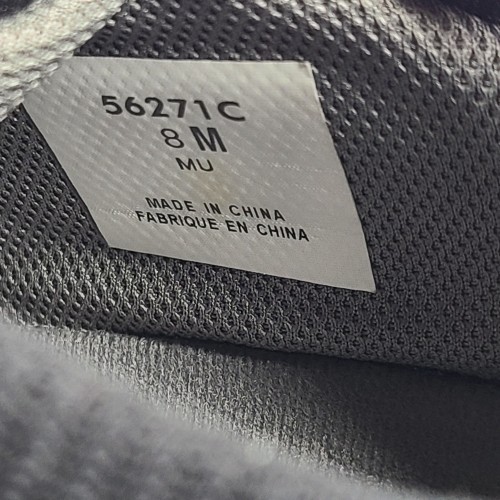 56271C
8 M
MU
MADE IN CHINA
FABRIQUE EN CHINA